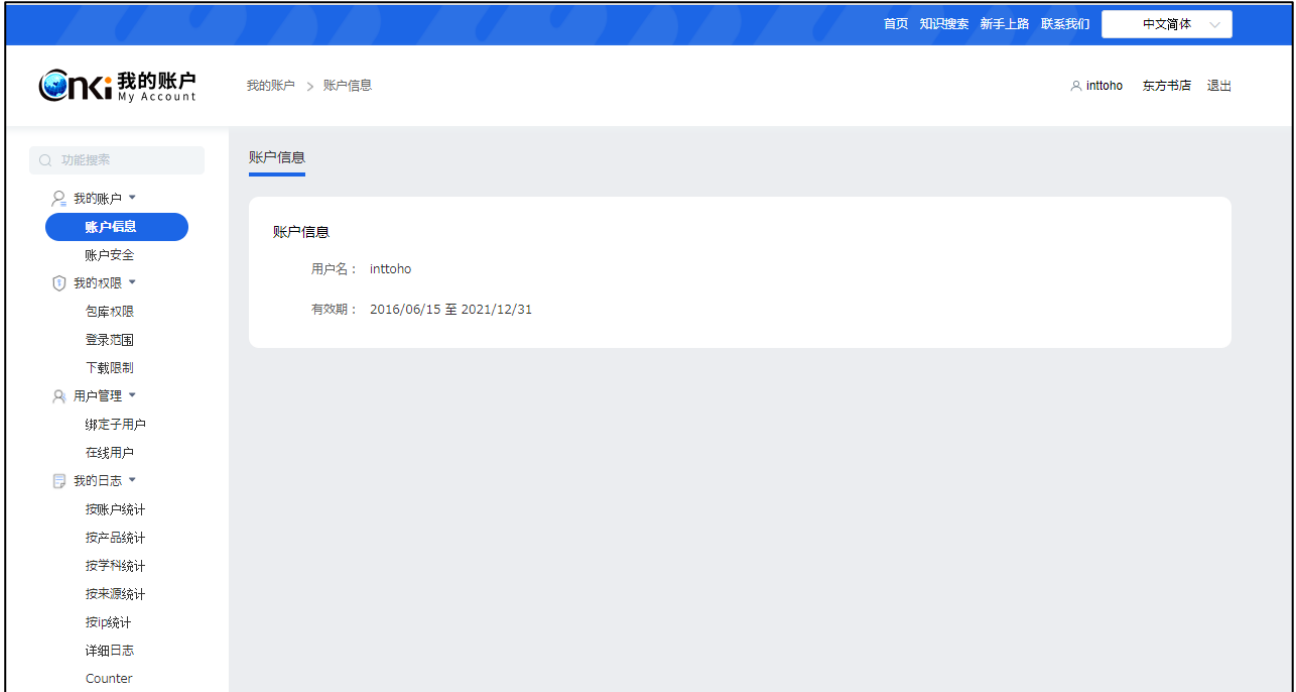 首页 知识搜索 新手上路 联系我们 中文简体
Cnki 我的账户
My Account
我的账户 > 账户信息
inttoho 东方书店 退出
功能搜索
我的账户
账户信息
账户安全
我的权限
包库权限
登录范围
下载限制
用户管理
绑定子用户
在线用户
我的日志
按账户统计
按产品统计
按学科统计
按来源统计
按ip统计
详细日志
Counter
账户信息
账户信息
用户名： inttoho
有效期： 2016/06/15 至 2021/12/31